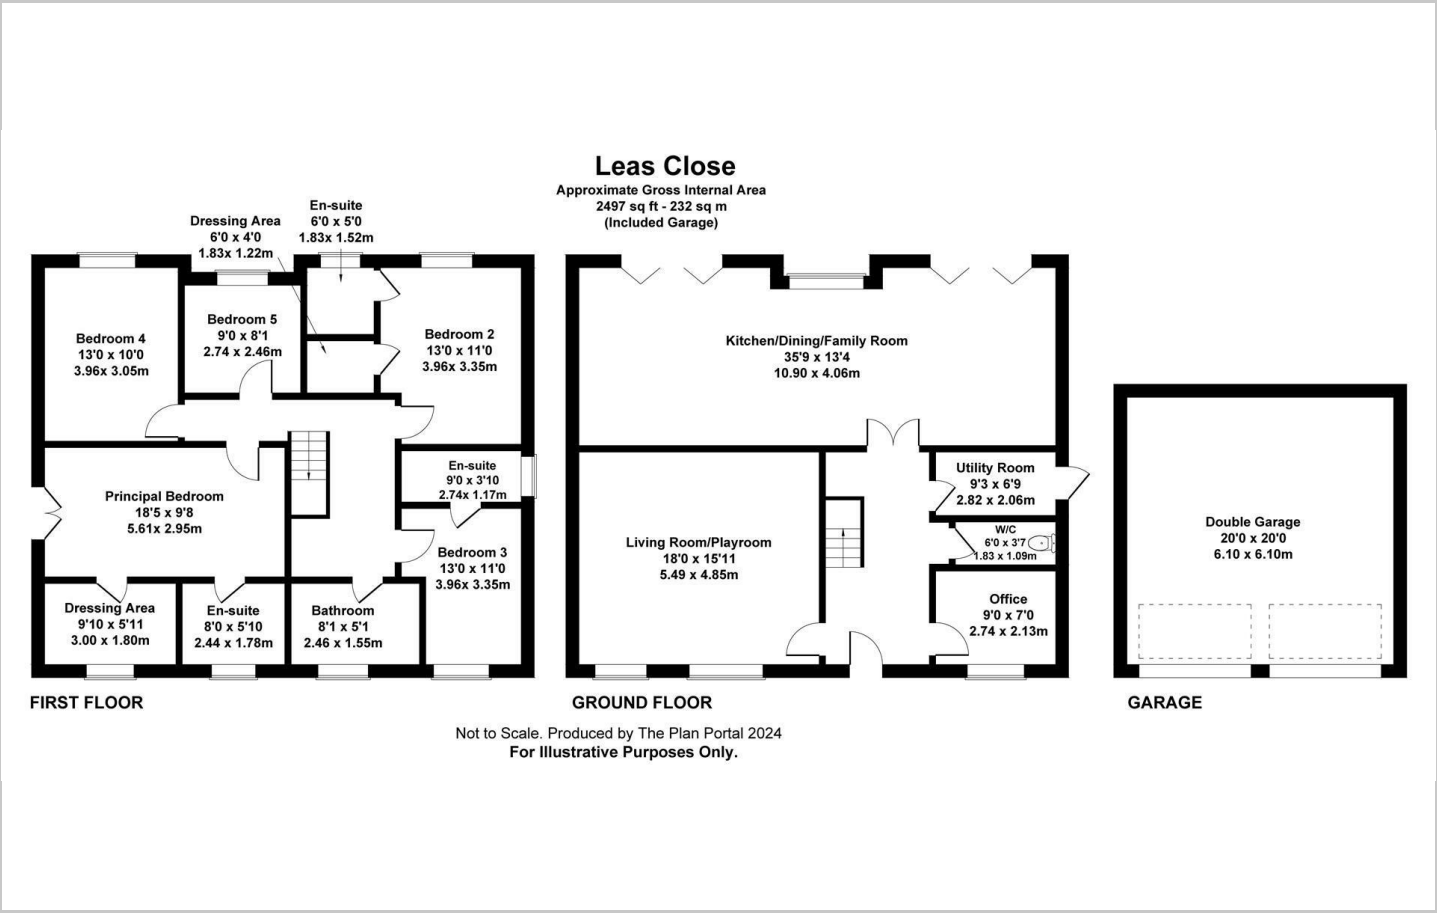 Leas Close
Approximate Gross Internal Area
2497 sq ft - 232 sq m
(Included Garage)
En-suite
6'0 x 5'0
1.83x 1.52m
Dressing Area
6'0 x 4'0
1.83x 1.22m
Bedroom 4
13'0 x 10'0
3.96x 3.05m
Bedroom 5
9'0 x 8'1
2.74 x 2.46m
Bedroom 2
13'0 x 11'0
3.96x 3.35m
En-suite
9'0 x 3'10
2.74x 1.17m
Principal Bedroom
18'5 x 9'8
5.61x 2.95m
Bedroom 3
13'0 x 11'0
3.96x 3.35m
Dressing Area
9'10 x 5'11
3.00 x 1.80m
En-suite
8'0 x 5'10
2.44 x 1.78m
Bathroom
8'1 x 5'1
2.46 x 1.55m
FIRST FLOOR
Kitchen/Dining/Family Room
35'9 x 13'4
10.90 x 4.06m
Utility Room
9'3 x 6'9
2.82 x 2.06m
Living Room/Playroom
18'0 x 15'11
5.49 x 4.85m
W/C
6'0 x 3'7
1.83 x 1.09m
Office
9'0 x 7'0
2.74 x 2.13m
GROUND FLOOR
Double Garage
20'0 x 20'0
6.10 x 6.10m
GARAGE
Not to Scale. Produced by The Plan Portal 2024
For Illustrative Purposes Only.